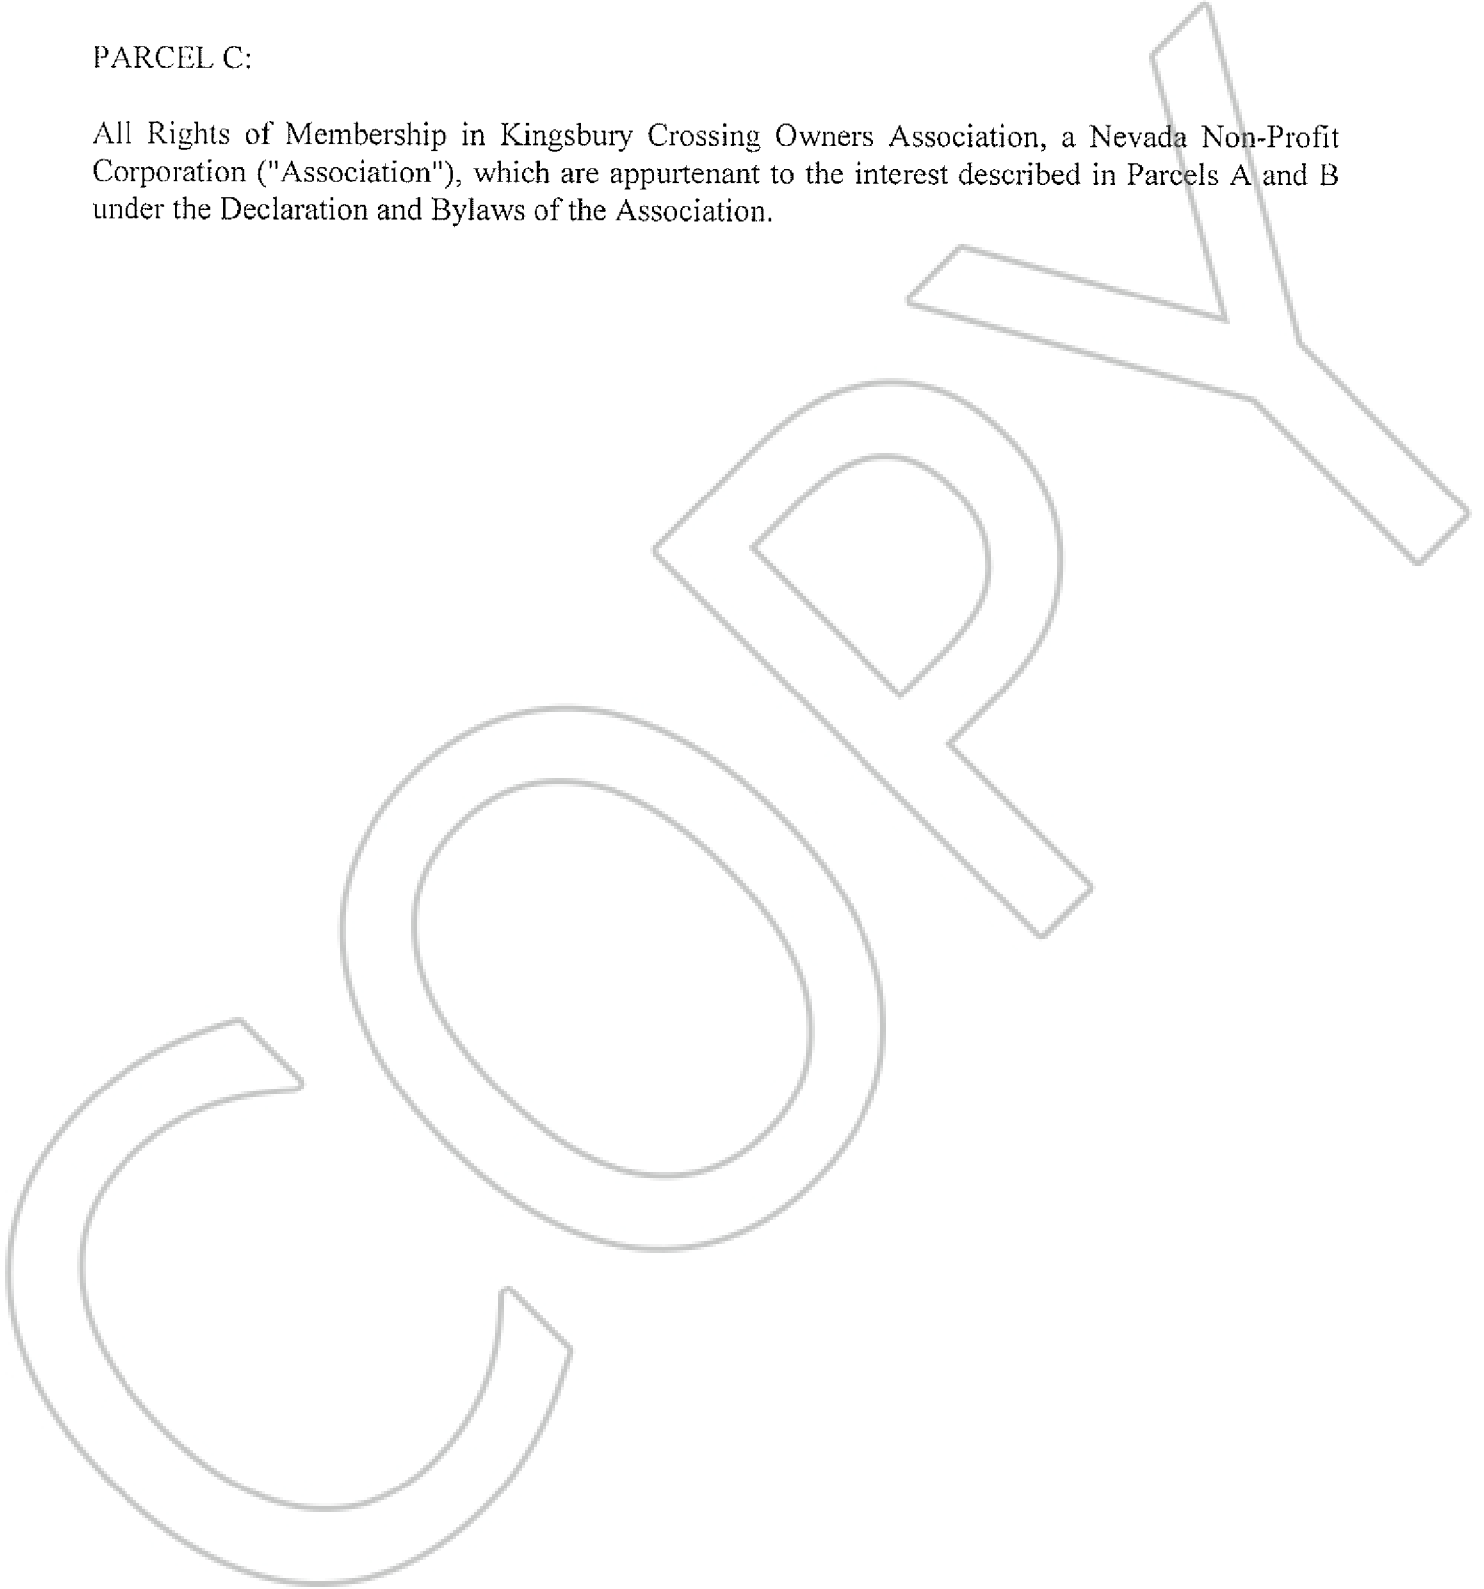 PARCEL C:
All Rights of Membership in Kingsbury Crossing Owners Association, a Nevada Non-Profit
Corporation ("Association"), which are appurtenant to the interest described in Parcels A and B
under the Declaration and Bylaws of the Association.
COPY